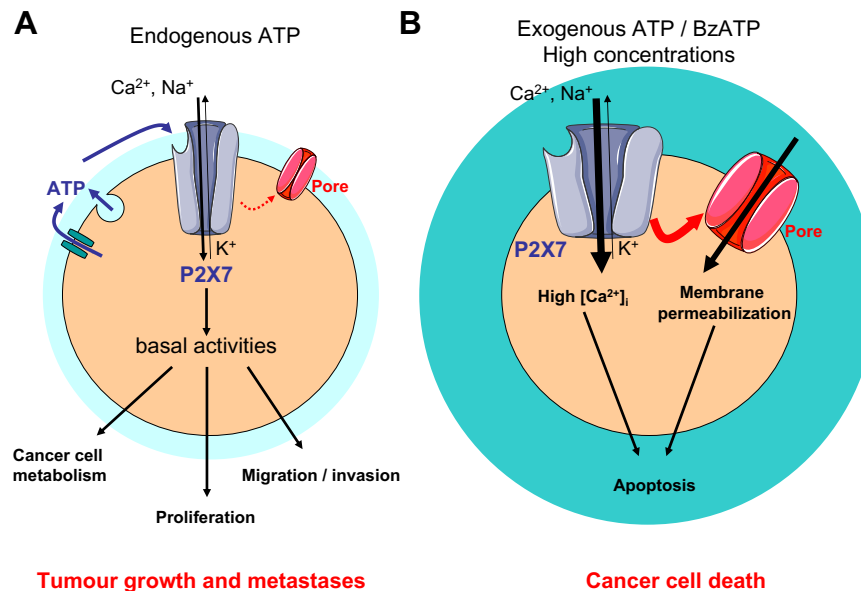 A
Endogenous ATP
Ca²⁺, Na⁺
ATP
Pore
K⁺
P2X7
basal activities
Cancer cell
metabolism
Migration / invasion
Proliferation
Tumour growth and metastases
B
Exogenous ATP / BzATP
High concentrations
Ca²⁺, Na⁺
P2X7
K⁺
Pore
High [Ca²⁺]ᵢ
Membrane
permeabilization
Apoptosis
Cancer cell death